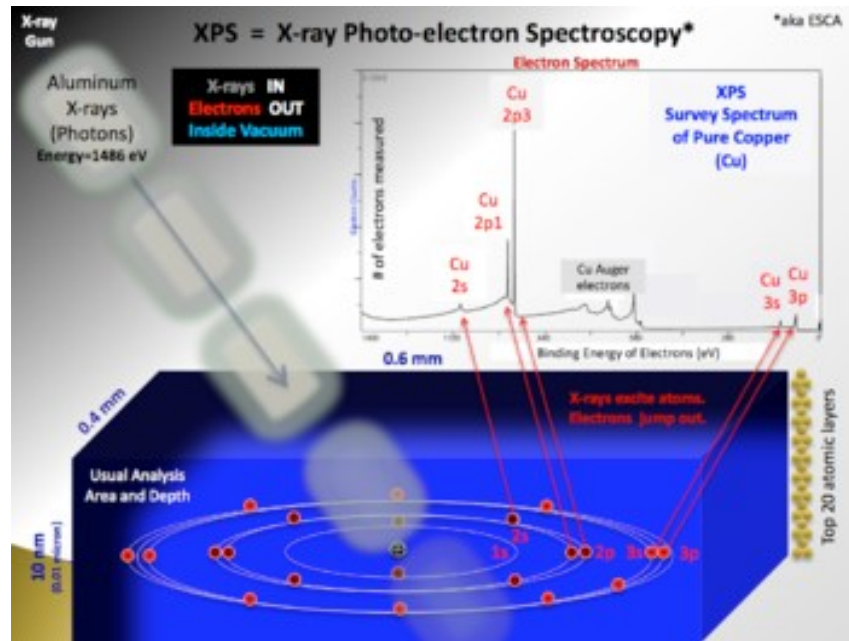 X-ray
Gun
XPS = X-ray Photo-electron Spectroscopy*
*aka ESCA
Aluminum
X-rays
(Photons)
Energy=1486 eV
X-rays IN
Electrons OUT
Inside Vacuum
Electron Spectrum
Cu
2p3
XPS
Survey Spectrum
of Pure Copper
(Cu)
# of electrons measured
Cu
2p1
Cu
2s
Cu Auger
electrons
Cu
3s
Cu
3p
Binding Energy of Electrons (eV)
0.6 mm
0.4 mm
X-rays excite atoms.
Electrons jump out.
Usual Analysis
Area and Depth
10 nm
(0.01 micron)
Top 20 atomic layers
1s
2s
2p
3s
3p